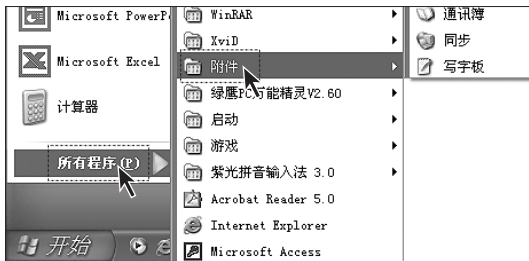 Microsoft PowerP
Microsoft Excel
计算器
所有程序(P)
开始
WinRAR
XviD
附件
绿鹰PC万能精灵V2.60
启动
游戏
紫光拼音输入法 3.0
Acrobat Reader 5.0
Internet Explorer
Microsoft Access
通讯簿
同步
写字板